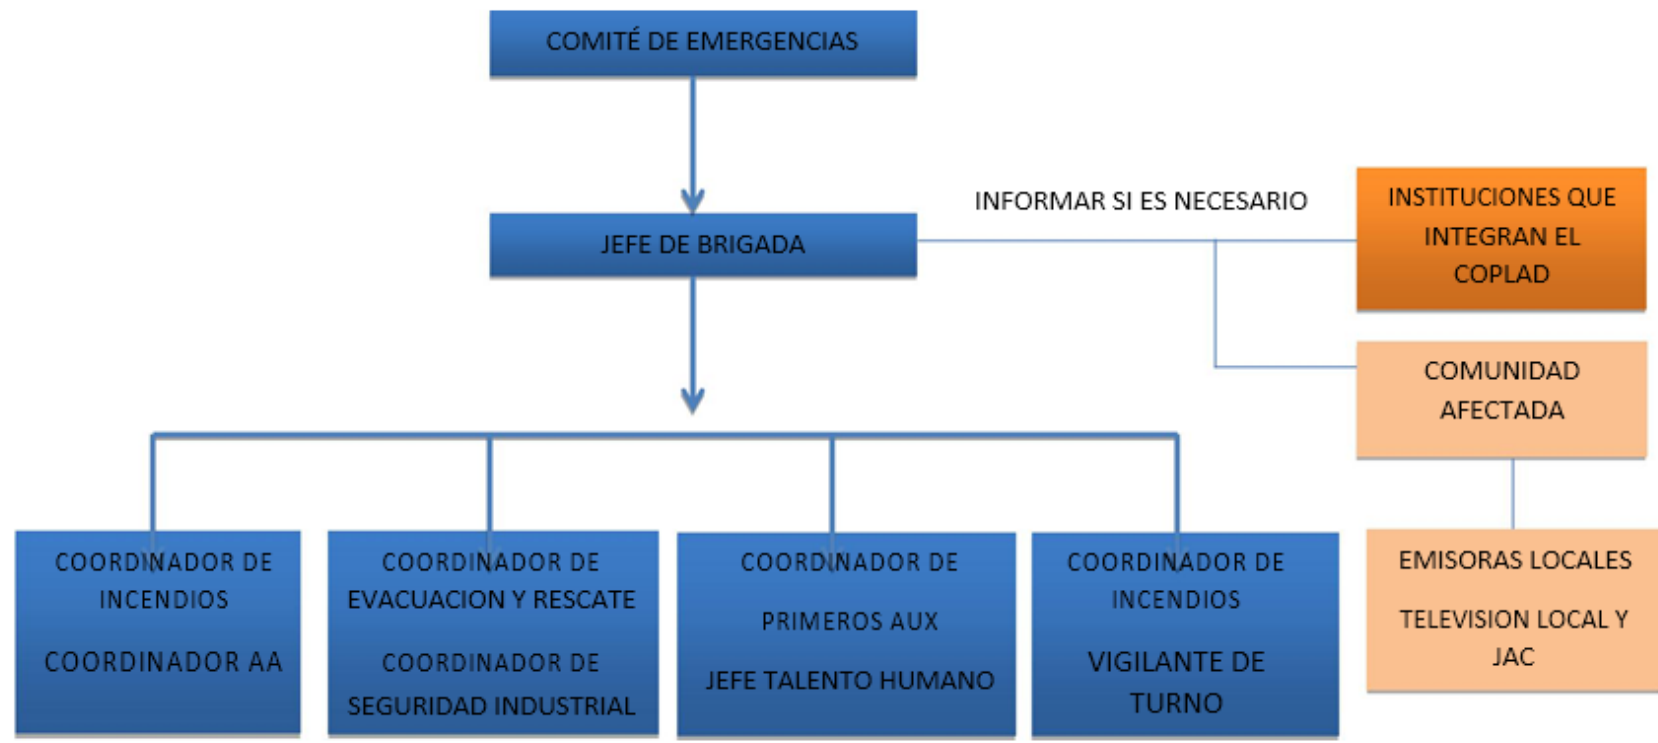 COMITÉ DE EMERGENCIAS
JEFE DE BRIGADA
INFORMAR SI ES NECESARIO
INSTITUCIONES QUE
INTEGRAN EL
COPLAD
COMUNIDAD
AFECTADA
COORDINADOR DE
INCENDIOS
COORDINADOR AA
COORDINADOR DE
EVACUACION Y RESCATE
COORDINADOR DE
SEGURIDAD INDUSTRIAL
COORDINADOR DE
PRIMEROS AUX
JEFE TALENTO HUMANO
COORDINADOR DE
INCENDIOS
VIGILANTE DE
TURNO
EMISORAS LOCALES
TELEVISION LOCAL Y
JAC